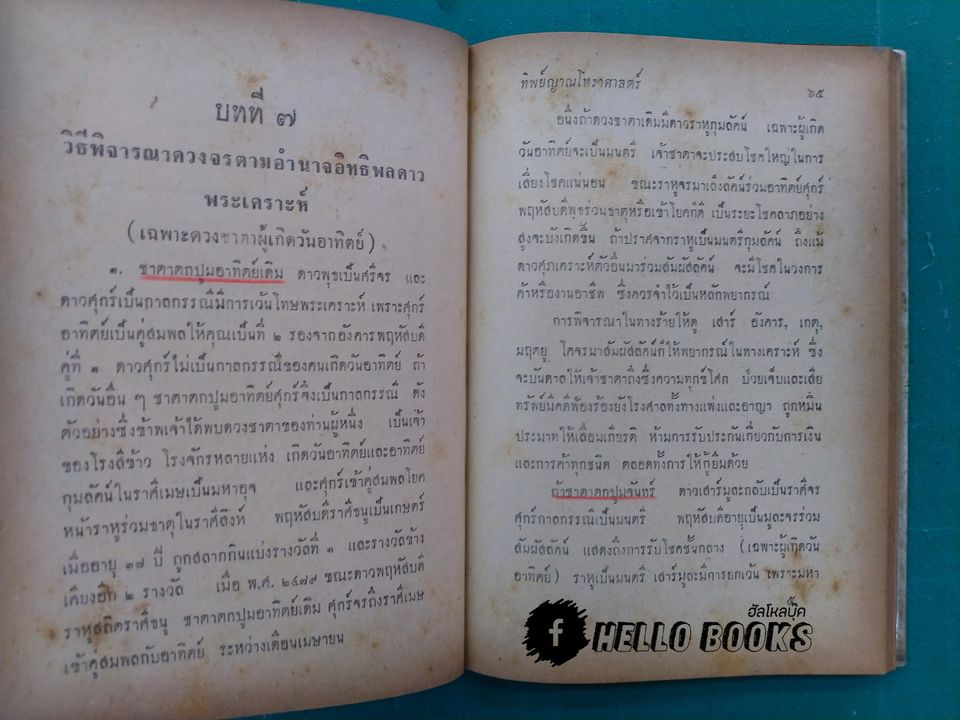 บทที่ ๗
วิธีพิจารณาดวงจรตามอำนาจอิทธิพลดาว
พระเคราะห์
(เฉพาะดวงชาตาผู้เกิดวันอาทิตย์)
๑. ชาตาตกปูมอาทิตย์เดิม ดาวพุธเป็นศรีจร และ
ดาวศุกร์เป็นกาลกรรณีมีการเว้นโทษพระเคราะห์ เพราะศุกร์
อาทิตย์เป็นคู่สมพลให้คุณเป็นที่ ๒ รองจากอังคารพฤหัสบดี
คู่ที่ ๑ ดาวศุกร์ไม่เป็นกาลกรรณีของคนเกิดวันอาทิตย์ ถ้า
เกิดวันอื่น ๆ ชาตาตกปูมอาทิตย์ศุกร์จึงเป็นกาลกรรณี ดัง
ตัวอย่างซึ่งข้าพเจ้าได้พบดวงชาตาของท่านผู้หนึ่ง เป็นเจ้า
ของโรงสีข้าว โรงจักรหลายแห่ง เกิดวันอาทิตย์และอาทิตย์
กุมลัคน์ในราศีเมษเป็นมหาอุจ และศุกร์เข้าคู่สมพลโยค
หน้าราหูร่วมธาตุในราศีสิงห์ พฤหัสบดีราศีธนูเป็นเกษตร์
เมื่ออายุ ๓๗ ปี ถูกสลากกินแบ่งรางวัลที่ ๑ และรางวัลข้าง
เคียงอีก ๒ รางวัล เมื่อ พ.ศ. ๒๔๗๙ ขณะดาวพฤหัสบดี
ราหูสถิตราศีธนู ชาตาตกปูมอาทิตย์เดิม ศุกร์จรถึงราศีเมษ
เข้าคู่สมพลกับอาทิตย์ ระหว่างเดือนเมษายน
ทิพย์ญาณโหราศาสตร์
๖๕
อนึ่งถ้าดวงชาตาเดิมมีดาวราหูกุมลัคน์ เฉพาะผู้เกิด
วันอาทิตย์จะเป็นมนตรี เจ้าชาตาจะประสบโชคใหญ่ในการ
เสี่ยงโชคแน่นอน ขณะราหูจรมาเล็งลัคน์ร่วมอาทิตย์ศุกร์
พฤหัสบดีพุธร่วมธาตุหรือเข้าโยคก็ดี เป็นระยะโชคลาภอย่าง
สูงจะบังเกิดขึ้น ถ้าปราศจากราหูเป็นมนตรีกุมลัคน์ ถึงแม้
ดาวศุภเคราะห์ตัวอื่นมาร่วมสัมผัสลัคน์ จะมีโชคในวงการ
ค้าหรืองานอาชีพ ซึ่งควรจำไว้เป็นหลักพยากรณ์
การพิจารณาในทางร้ายให้ดู เสาร์ อังคาร, เกตุ,
มฤตยู โคจรมาสัมผัสลัคน์ก็ให้พยากรณ์ในทางเคราะห์ ซึ่ง
จะบันดาลให้เจ้าชาตาถึงซึ่งความทุกข์โศก ป่วยเจ็บและเสีย
ทรัพย์มีคดีฟ้องร้องยังโรงศาลทั้งทางแพ่งและอาญา ถูกหมิ่น
ประมาทให้เสื่อมเกียรติ ห้ามการรับประกันเกี่ยวกับการเงิน
และการค้าทุกชนิด ตลอดทั้งการให้กู้ยืมด้วย
ถ้าชาตาตกปูมจันทร์ ดาวเสาร์มูละกลับเป็นราศีจร
ศุกร์กาลกรรณีเป็นมนตรี พฤหัสบดีอายุเป็นมูละจรร่วม
สัมผัสลัคน์ แสดงถึงการรับโชคชั้นกลาง (เฉพาะผู้เกิดวัน
อาทิตย์) ราหูเป็นมนตรี เสาร์มูละมีการยกเว้น เพราะมหา
ฮัลโหลบุ๊ค
f HELLO BOOKS